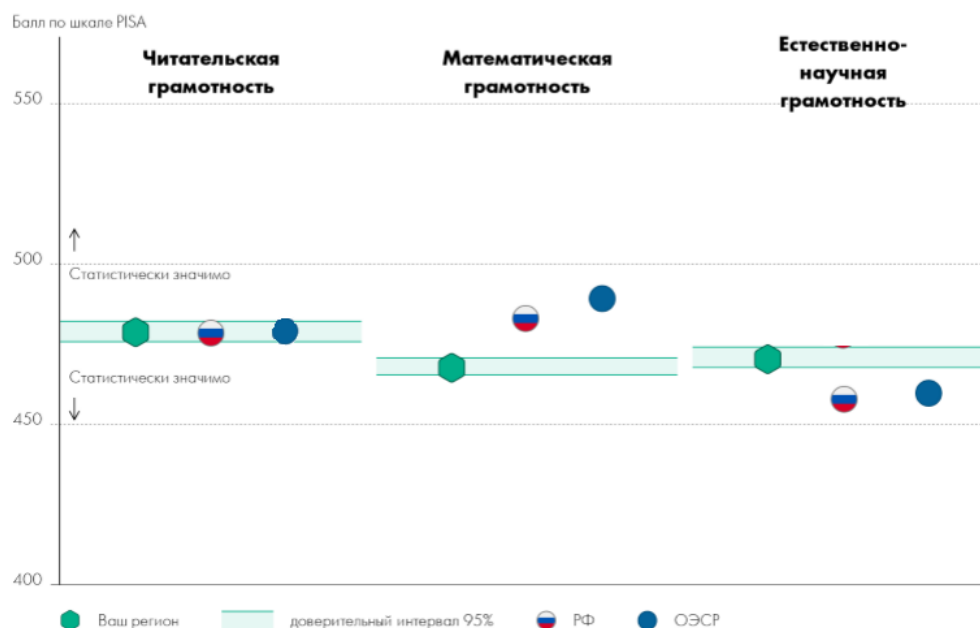 Балл по шкале PISA
Читательская
грамотность
Математическая
грамотность
Естественно-
научная
грамотность
550
500
Статистически значимо
Статистически значимо
450
400
Ваш регион
доверительный интервал 95%
РФ
ОЭСР